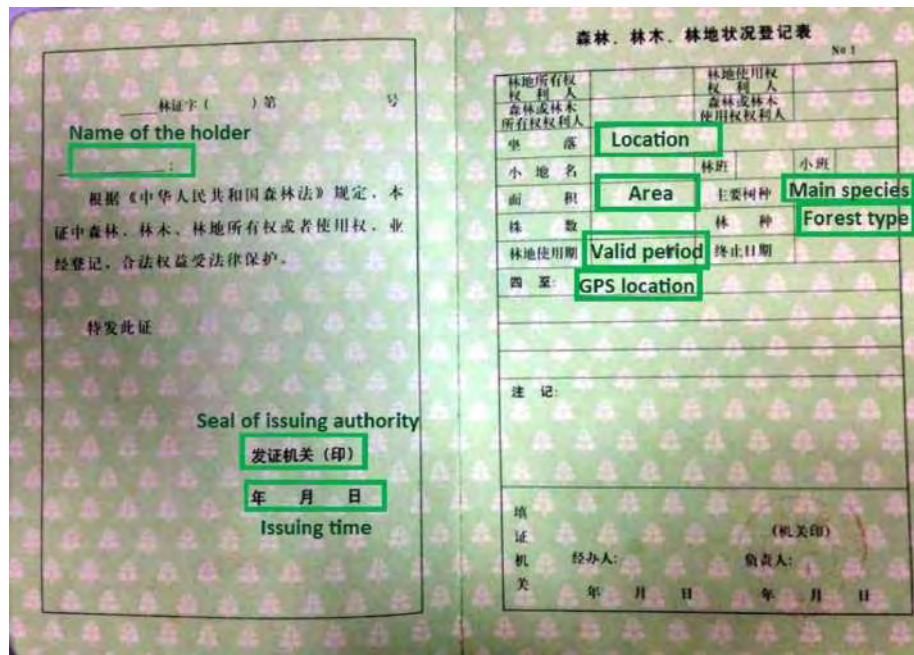 林证字（ ）第 号
Name of the holder
:
根据《中华人民共和国森林法》规定，本
证中森林、林木、林地所有权或者使用权，业
经登记，合法权益受法律保护。
特发此证
Seal of issuing authority
发证机关（印）
年 月 日
Issuing time
森林、林木、林地状况登记表
No 1
林地所有权权利人 林地使用权权利人
森林或林木所有权权利人 森林或林木使用权权利人
坐落 Location
小地名 林班 小班
面积 Area 主要树种 Main species
株数 林种 Forest type
林地使用期 Valid period 终止日期
四至: GPS location
注记:
填证机关
(机关印)
经办人: 负责人:
年 月 日 年 月 日